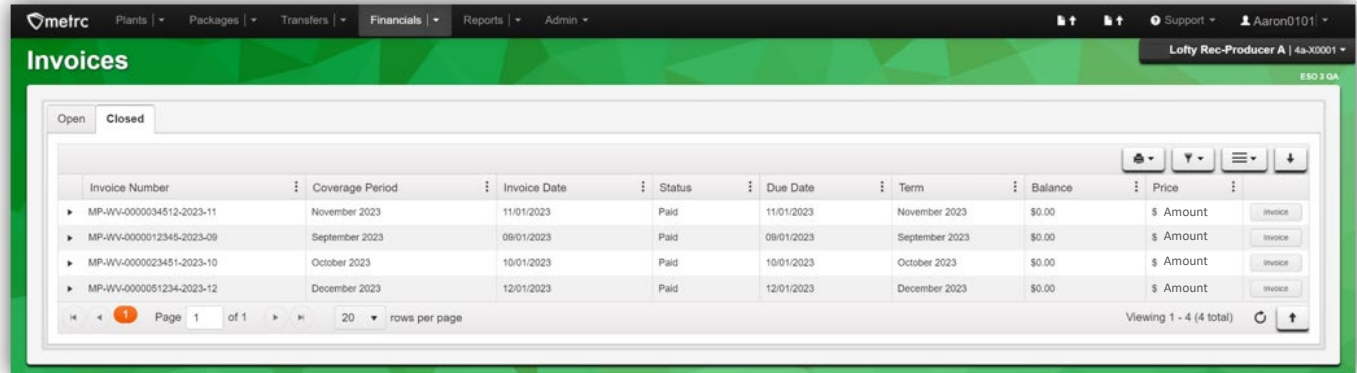 metrc Plants Packages Transfers Financials Reports Admin Support Aaron0101
Lofty Rec-Producer A | 4a-X0001
Invoices
ESO 3 QA
Open Closed
Invoice Number Coverage Period Invoice Date Status Due Date Term Balance Price
MP-WV-0000034512-2023-11 November 2023 11/01/2023 Paid 11/01/2023 November 2023 $0.00 $ Amount Invoice
MP-WV-0000012345-2023-09 September 2023 09/01/2023 Paid 09/01/2023 September 2023 $0.00 $ Amount Invoice
MP-WV-0000023451-2023-10 October 2023 10/01/2023 Paid 10/01/2023 October 2023 $0.00 $ Amount Invoice
MP-WV-0000051234-2023-12 December 2023 12/01/2023 Paid 12/01/2023 December 2023 $0.00 $ Amount Invoice
1 Page 1 of 1 20 rows per page Viewing 1 - 4 (4 total)